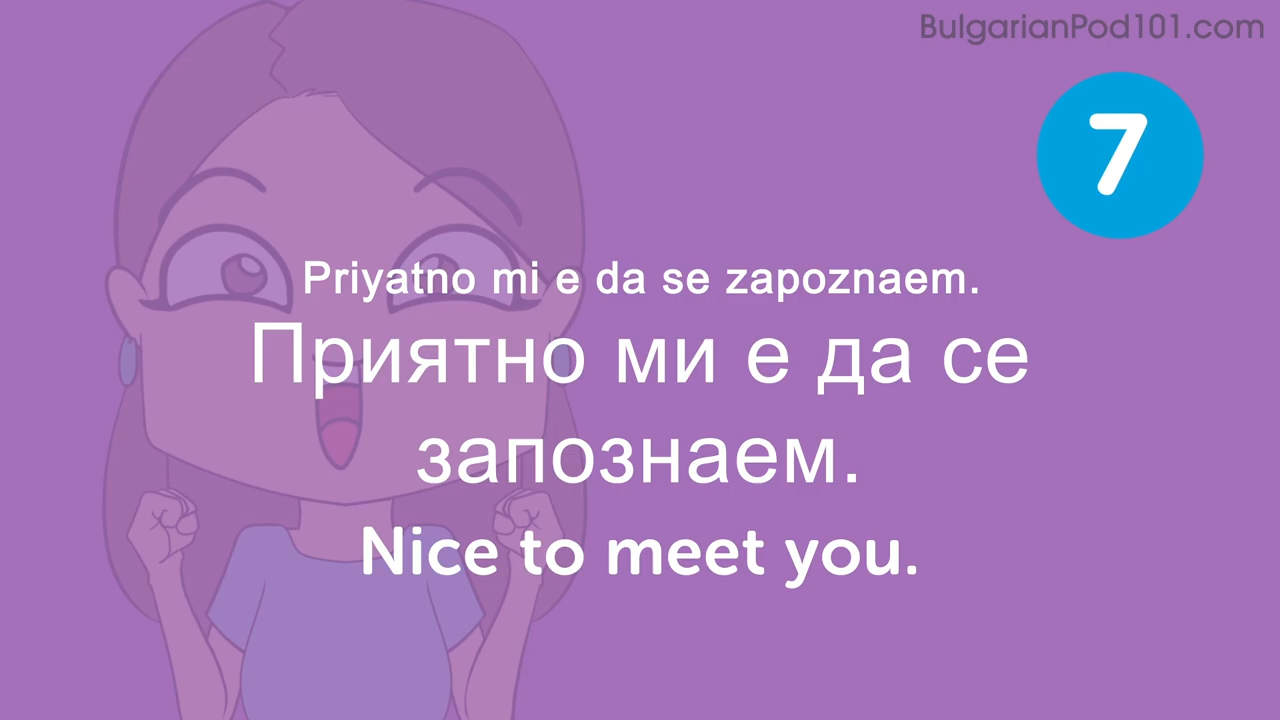 BulgarianPod101.com
7
Priyatno mi e da se zapoznaem.
Приятно ми е да се
запознаем.
Nice to meet you.